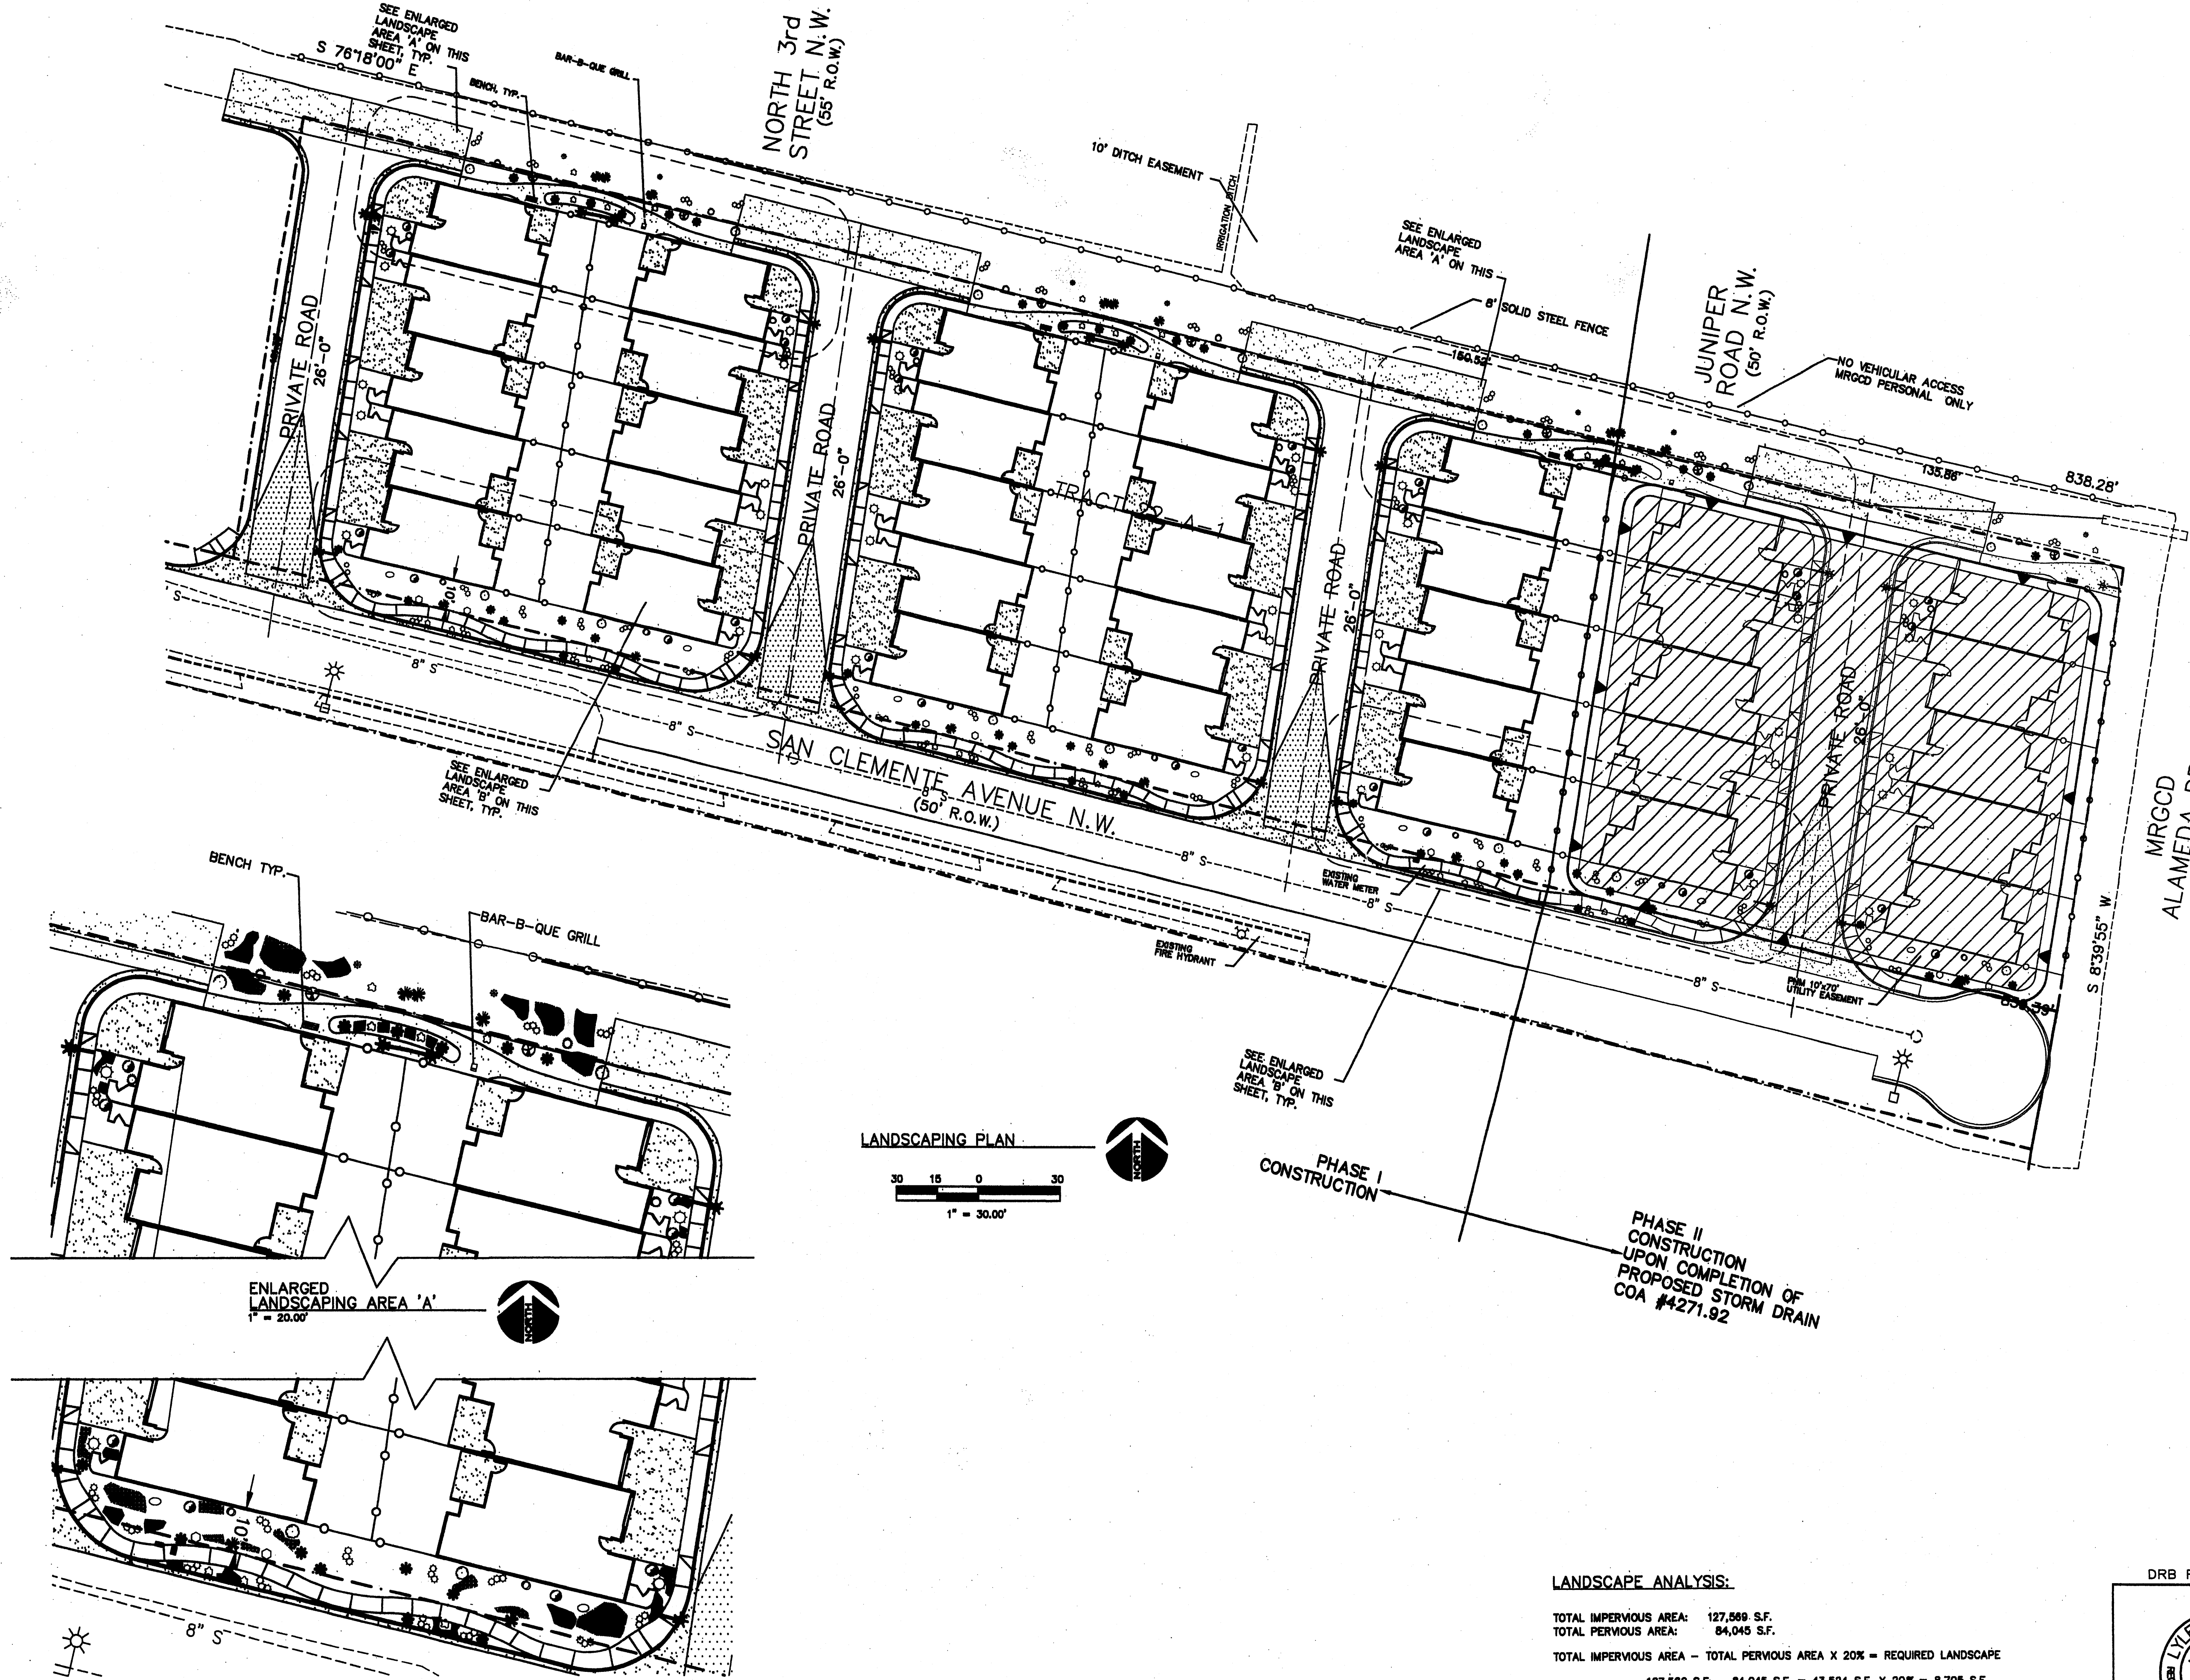 SEE ENLARGED
LANDSCAPE
AREA 'A' ON THIS
SHEET, TYP.
S 76°18'00" E
BENCH, TYP.
BAR-B-QUE GRILL
NORTH 3rd
STREET N.W.
(55' R.O.W.)
10' DITCH EASEMENT
IRRIGATION DITCH
SEE ENLARGED
LANDSCAPE
AREA 'A' ON THIS
8' SOLID STEEL FENCE
150.52'
JUNIPER
ROAD N.W.
(50' R.O.W.)
NO VEHICULAR ACCESS
MRGCD PERSONAL ONLY
135.86'
838.28'
PRIVATE ROAD
26'-0"
PRIVATE ROAD
26'-0"
TRACT
A-1
PRIVATE ROAD
26'-0"
PRIVATE ROAD
26'-0"
MRGCD
ALAMEDA
S 8°39'55" W
10'
S
8" S
8" S
SAN CLEMENTE AVENUE N.W.
8" S
(50' R.O.W.)
8" S
8" S
8" S
SEE ENLARGED
LANDSCAPE
AREA 'B' ON THIS
SHEET, TYP.
EXISTING
WATER METER
EXISTING
FIRE HYDRANT
PNM 10'x70'
UTILITY EASEMENT
SEE ENLARGED
LANDSCAPE
AREA 'B' ON THIS
SHEET, TYP.
BENCH TYP.
BAR-B-QUE GRILL
LANDSCAPING PLAN
NORTH
30 15 0 30
1" = 30.00'
PHASE I
CONSTRUCTION
PHASE II
CONSTRUCTION
UPON COMPLETION OF
PROPOSED STORM DRAIN
COA #4271.92
ENLARGED
LANDSCAPING AREA 'A'
1" = 20.00'
NORTH
10'
8" S
LANDSCAPE ANALYSIS:
TOTAL IMPERVIOUS AREA: 127,569 S.F.
TOTAL PERVIOUS AREA: 84,045 S.F.
TOTAL IMPERVIOUS AREA - TOTAL PERVIOUS AREA X 20% = REQUIRED LANDSCAPE
DRB